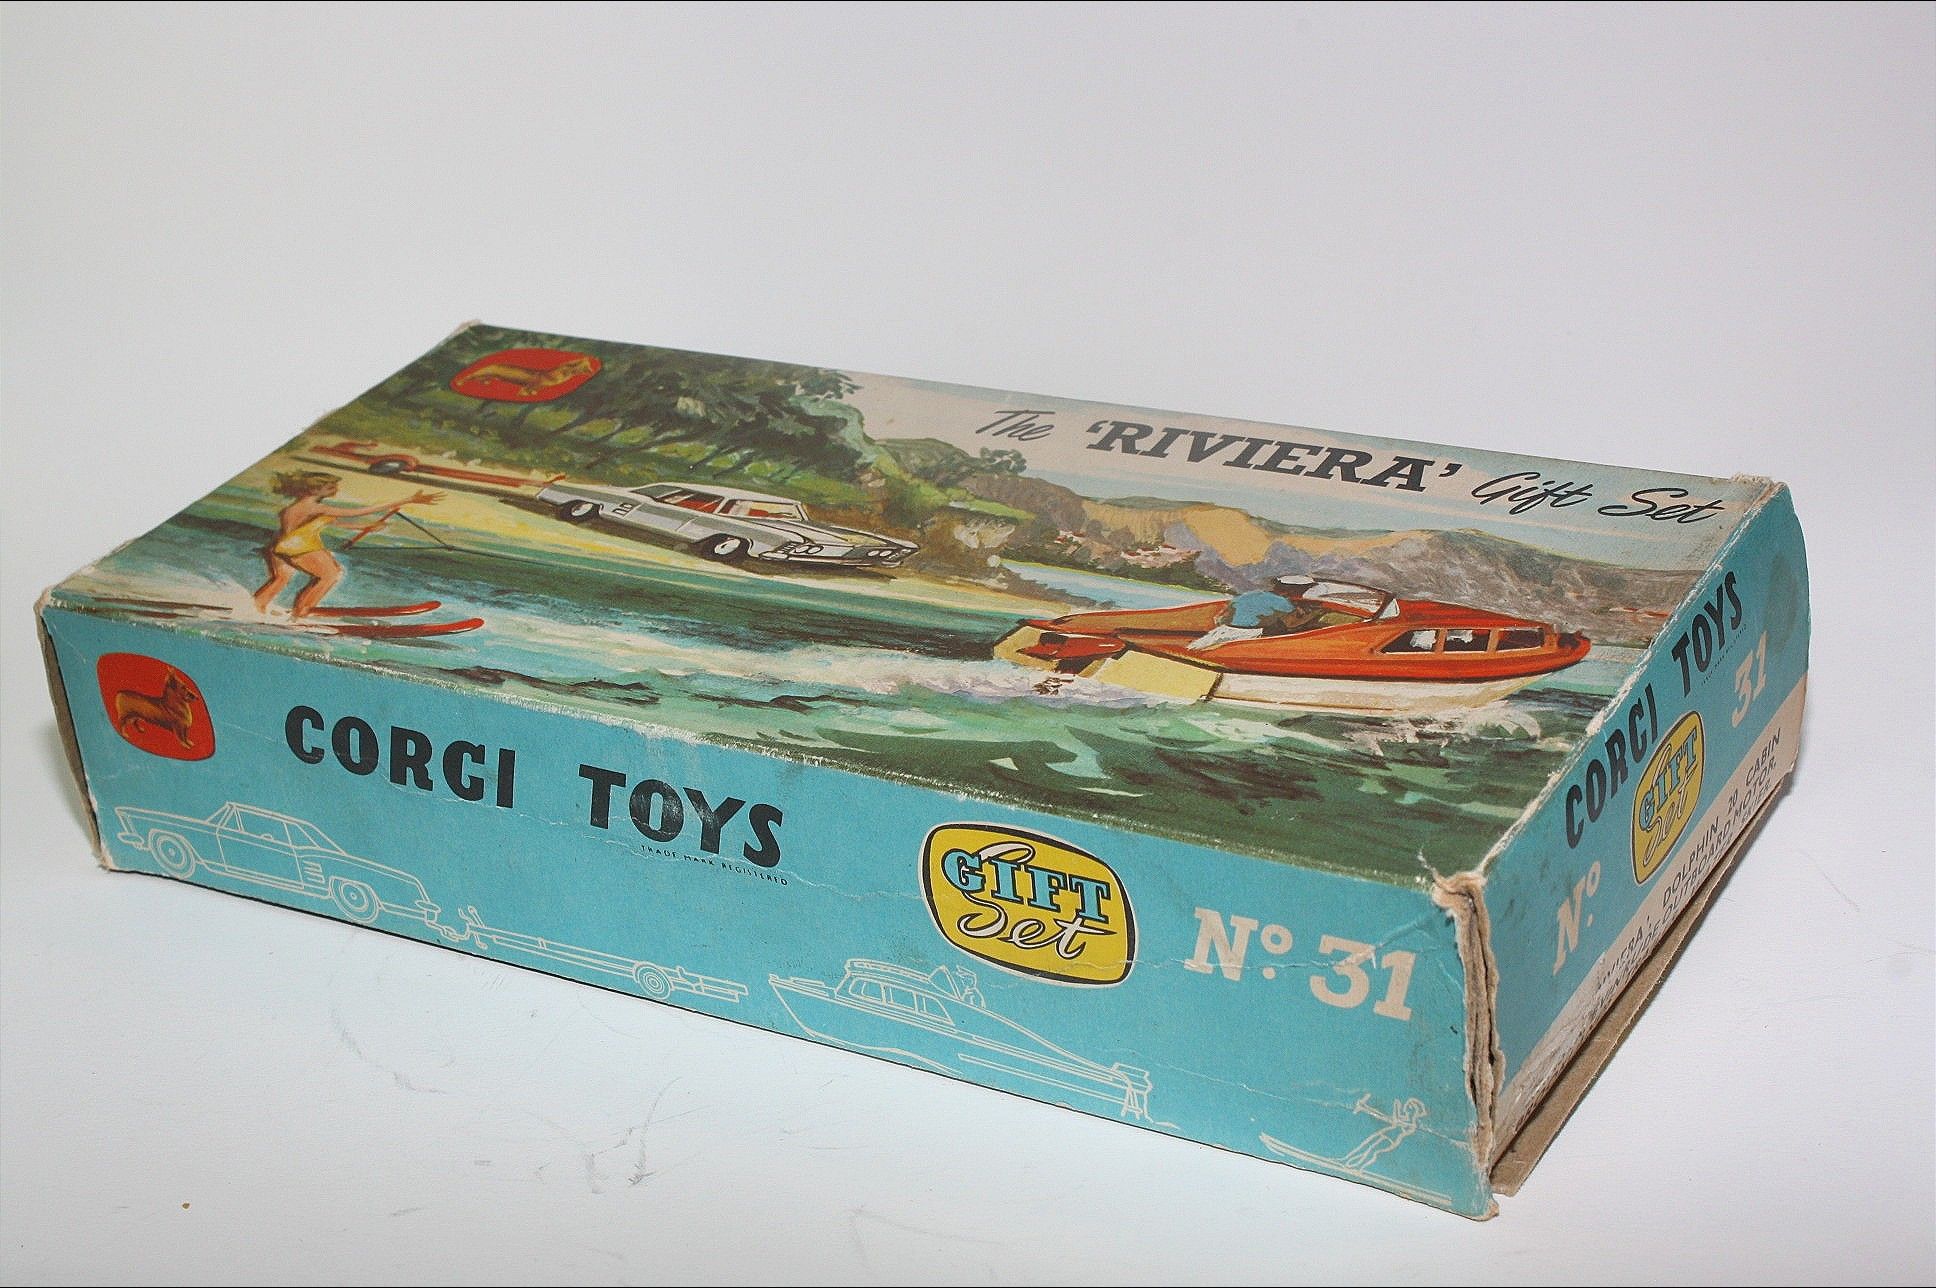 The 'RIVIERA' Gift Set
CORGI TOYS
TRADE MARK REGISTERED
GIFT
Set
Nº 31
CORGI TOYS
GIFT
Set
Nº 31
DOLPHIN 20 CABIN
OUTBOARD MOTOR,